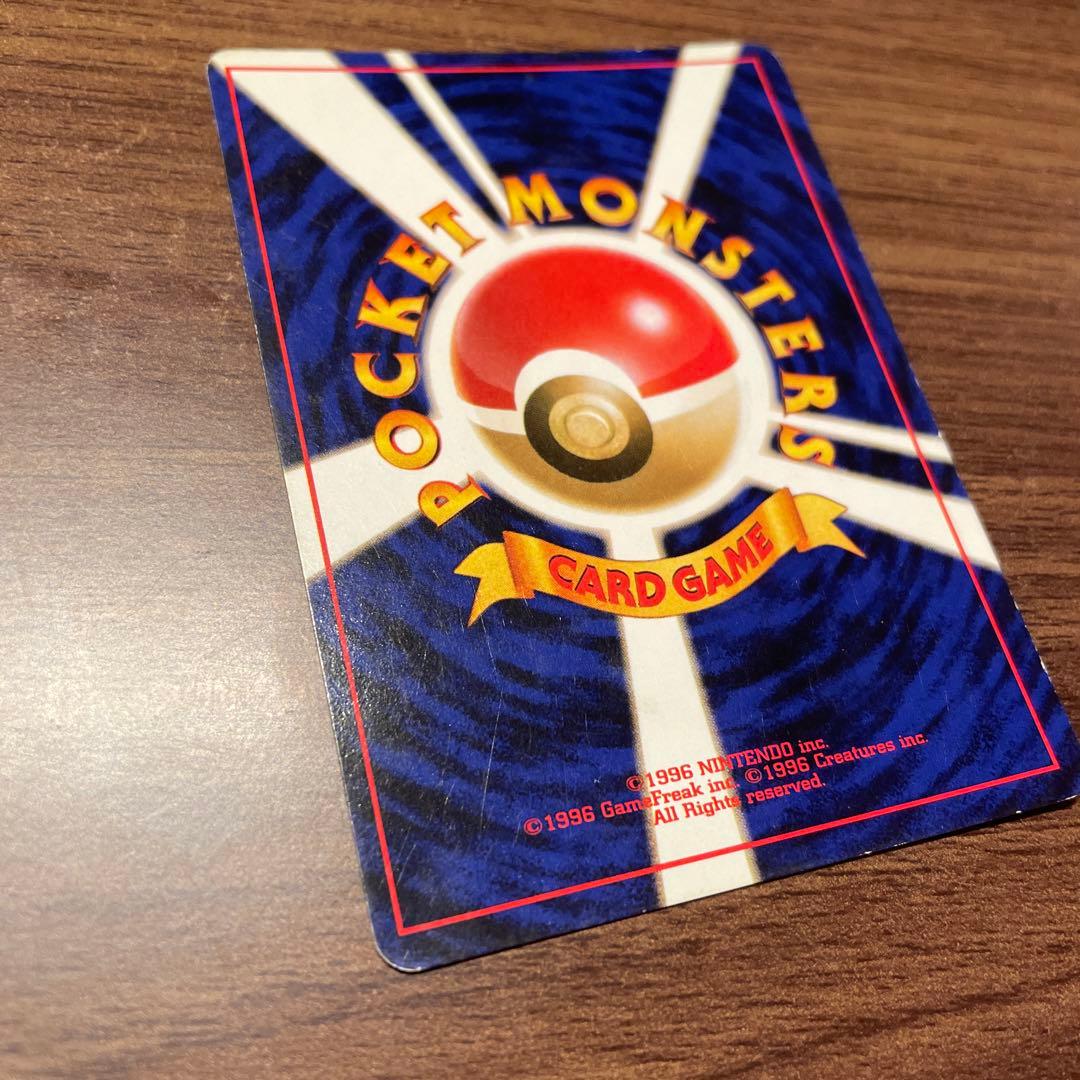 POCKET MONSTERS
CARD GAME
©1996 NINTENDO inc.
©1996 GameFreak inc. ©1996 Creatures inc.
All Rights reserved.